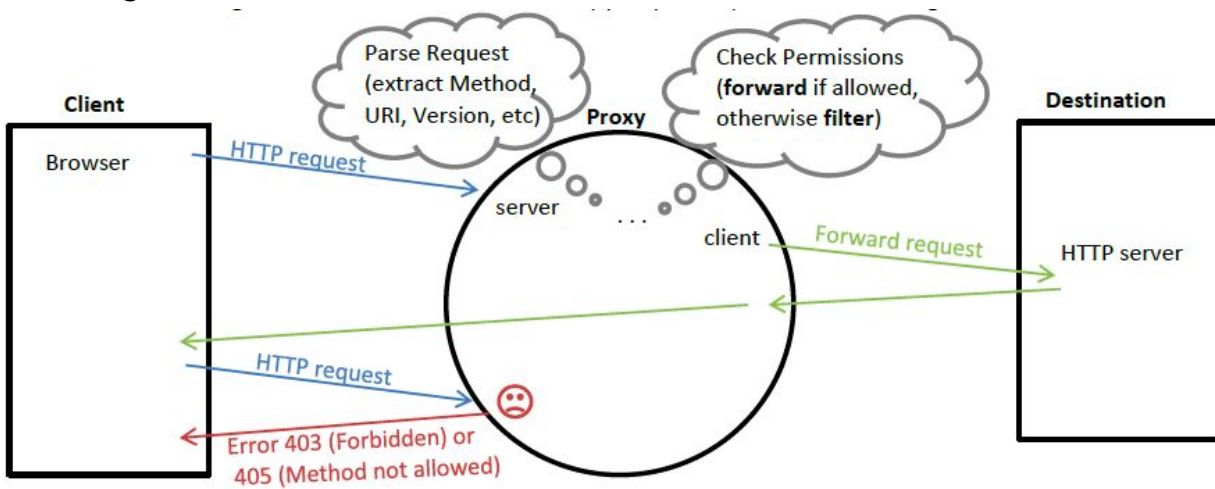 Parse Request
(extract Method,
URI, Version, etc)
Check Permissions
(forward if allowed,
otherwise filter)
Client
Proxy
Destination
Browser
HTTP request
server
. . .
client
Forward request
HTTP server
HTTP request
Error 403 (Forbidden) or
405 (Method not allowed)